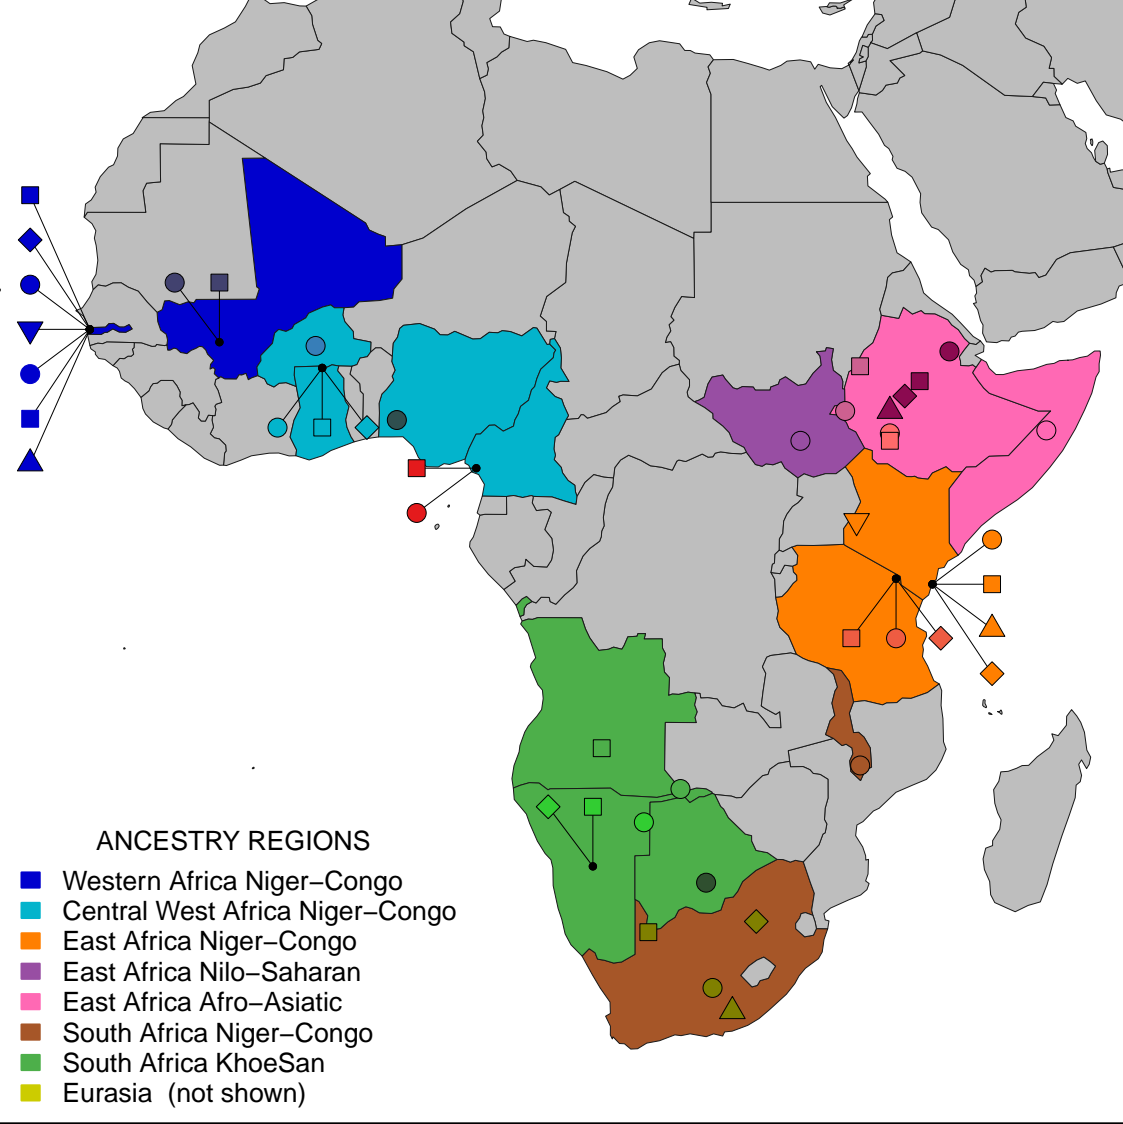 ANCESTRY REGIONS
Western Africa Niger−Congo
Central West Africa Niger−Congo
East Africa Niger−Congo
East Africa Nilo−Saharan
East Africa Afro−Asiatic
South Africa Niger−Congo
South Africa KhoeSan
Eurasia (not shown)